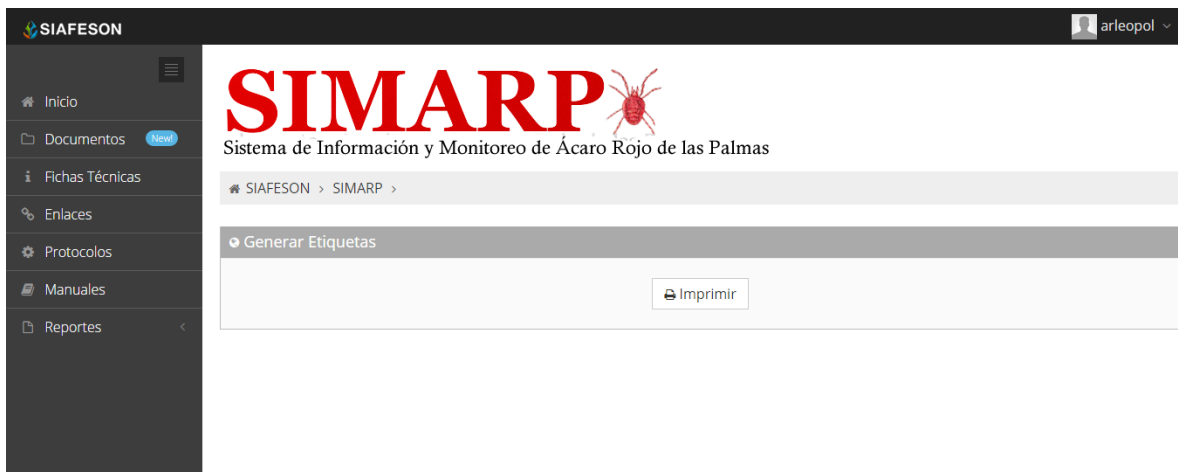 SIAFESON
arleopol
Inicio
Documentos New!
Fichas Técnicas
Enlaces
Protocolos
Manuales
Reportes
SIMARP
Sistema de Información y Monitoreo de Ácaro Rojo de las Palmas
SIAFESON > SIMARP >
Generar Etiquetas
Imprimir